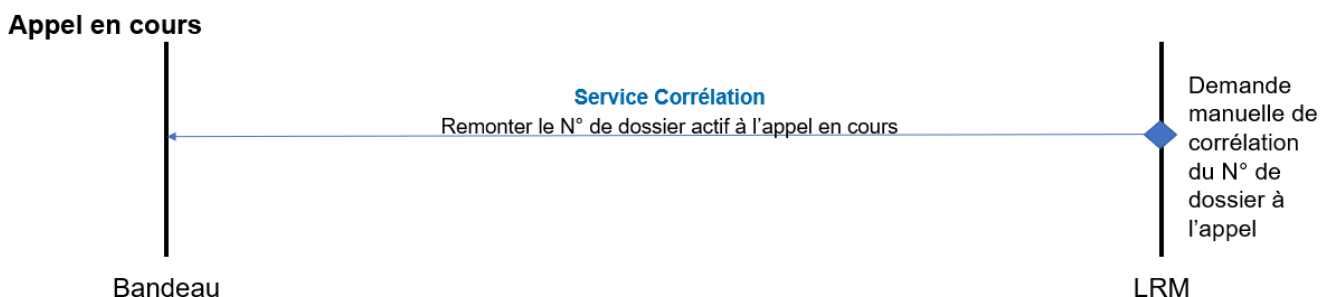 Appel en cours
Service Corrélation
Remonter le N° de dossier actif à l’appel en cours
Demande
manuelle de
corrélation
du N° de
dossier à
l’appel
Bandeau
LRM